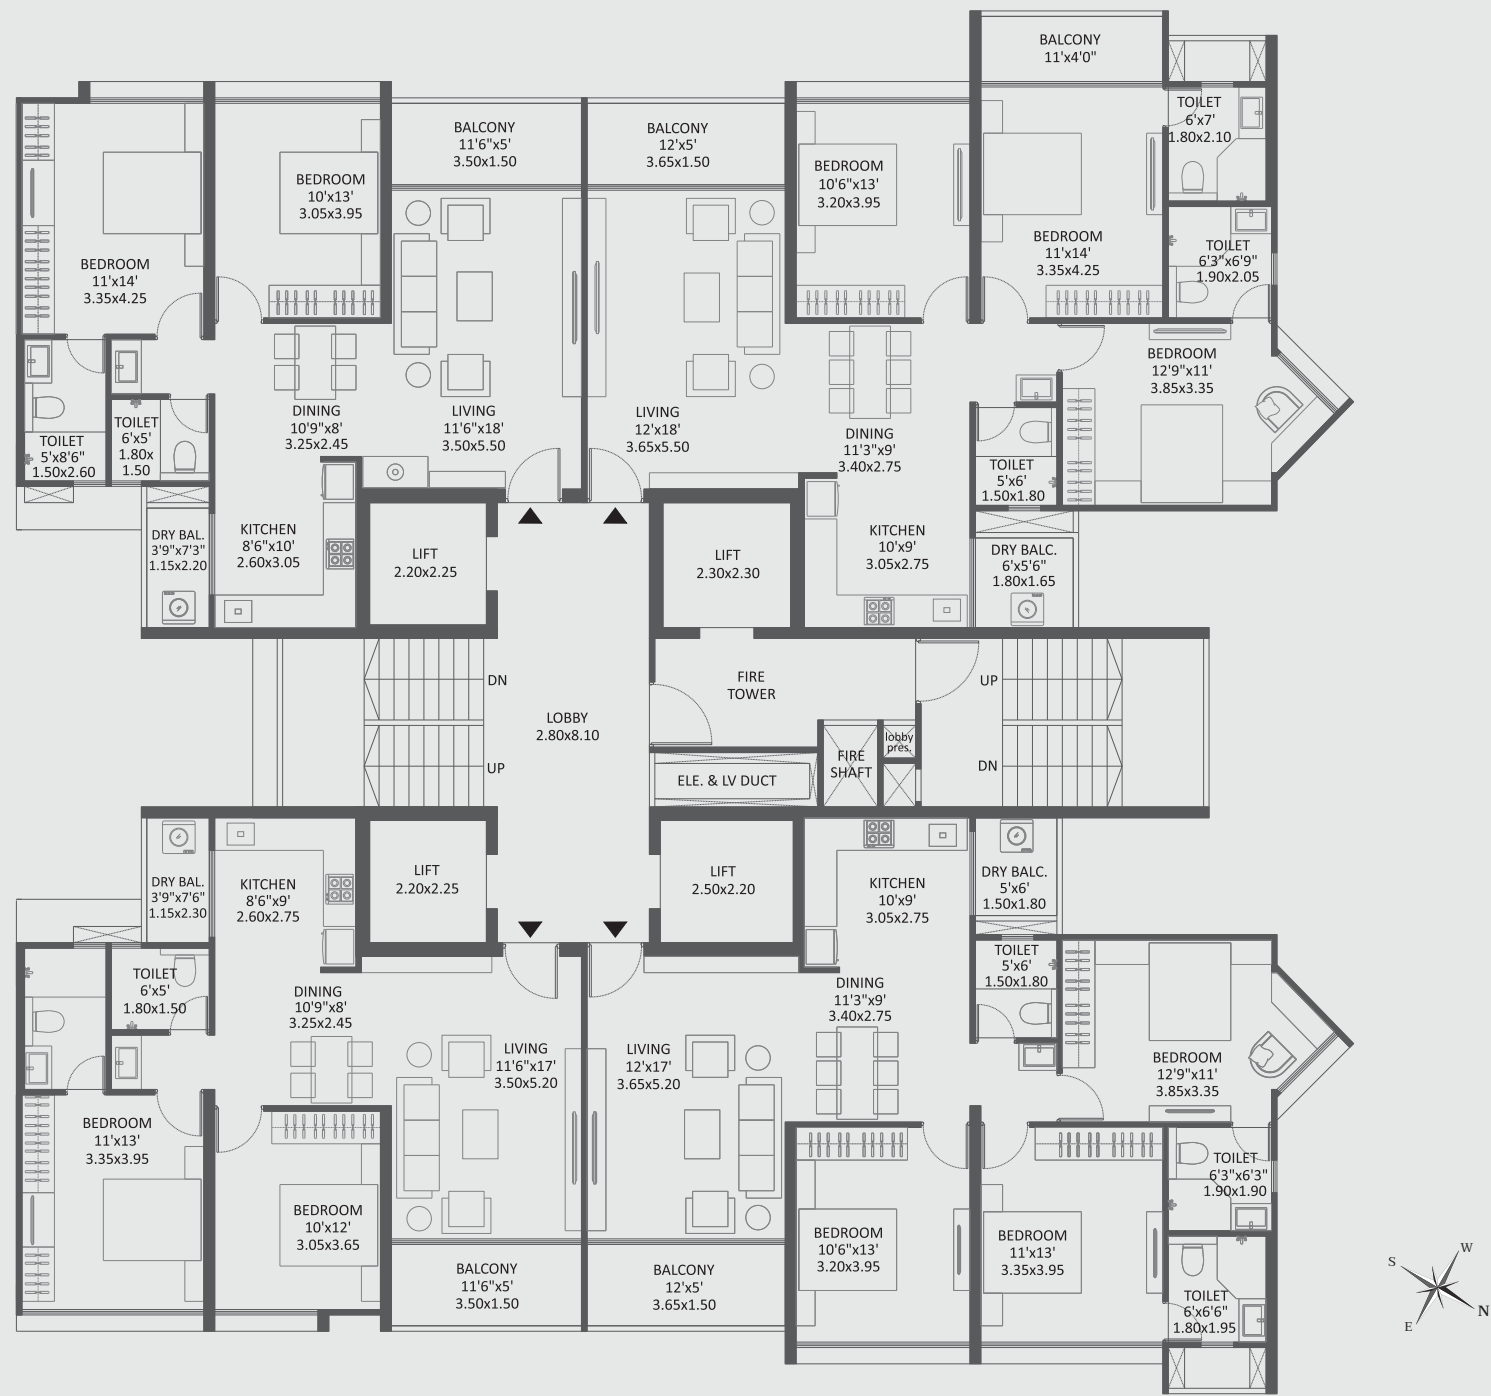 BALCONY
11'x4'0"
TOILET
6'x7'
1.80x2.10
BALCONY
11'6"x5'
3.50x1.50
BALCONY
12'x5'
3.65x1.50
BEDROOM
10'x13'
3.05x3.95
BEDROOM
10'6"x13'
3.20x3.95
BEDROOM
11'x14'
3.35x4.25
BEDROOM
11'x14'
3.35x4.25
TOILET
6'3"x6'9"
1.90x2.05
BEDROOM
12'9"x11'
3.85x3.35
TOILET
5'x8'6"
1.50x2.60
TOILET
6'x5'
1.80x
1.50
DINING
10'9"x8'
3.25x2.45
LIVING
11'6"x18'
3.50x5.50
LIVING
12'x18'
3.65x5.50
DINING
11'3"x9'
3.40x2.75
TOILET
5'x6'
1.50x1.80
DRY BAL.
3'9"x7'3"
1.15x2.20
KITCHEN
8'6"x10'
2.60x3.05
LIFT
2.20x2.25
LIFT
2.30x2.30
KITCHEN
10'x9'
3.05x2.75
DRY BALC.
6'x5'6"
1.80x1.65
DN
UP
LOBBY
2.80x8.10
FIRE
TOWER
UP
DN
lobby
pres.
FIRE
SHAFT
ELE. & LV DUCT
DRY BAL.
3'9"x7'6"
1.15x2.30
KITCHEN
8'6"x9'
2.60x2.75
LIFT
2.20x2.25
LIFT
2.50x2.20
KITCHEN
10'x9'
3.05x2.75
DRY BALC.
5'x6'
1.50x1.80
TOILET
6'x5'
1.80x1.50
DINING
10'9"x8'
3.25x2.45
LIVING
11'6"x17'
3.50x5.20
LIVING
12'x17'
3.65x5.20
DINING
11'3"x9'
3.40x2.75
TOILET
5'x6'
1.50x1.80
BEDROOM
12'9"x11'
3.85x3.35
BEDROOM
11'x13'
3.35x3.95
BEDROOM
10'x12'
3.05x3.65
BEDROOM
10'6"x13'
3.20x3.95
BEDROOM
11'x13'
3.35x3.95
TOILET
6'3"x6'3"
1.90x1.90
BALCONY
11'6"x5'
3.50x1.50
BALCONY
12'x5'
3.65x1.50
TOILET
6'x6'6"
1.80x1.95
W
S
N
E